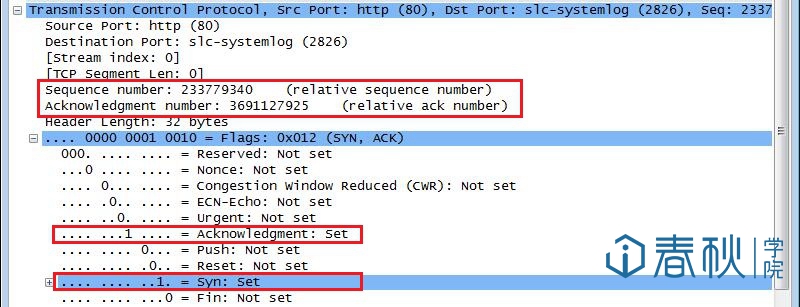 Transmission Control Protocol, Src Port: http (80), Dst Port: slc-systemlog (2826), Seq: 2337
Source Port: http (80)
Destination Port: slc-systemlog (2826)
[Stream index: 0]
[TCP Segment Len: 0]
Sequence number: 233779340    (relative sequence number)
Acknowledgment number: 3691127925    (relative ack number)
Header Length: 32 bytes
.... 0000 0001 0010 = Flags: 0x012 (SYN, ACK)
000. .... .... = Reserved: Not set
...0 .... .... = Nonce: Not set
.... 0... .... = Congestion Window Reduced (CWR): Not set
.... .0.. .... = ECN-Echo: Not set
.... ..0. .... = Urgent: Not set
.... ...1 .... = Acknowledgment: Set
.... .... 0... = Push: Not set
.... .... .0.. = Reset: Not set
.... .... ..1. = Syn: Set
.... .... ...0 = Fin: Not set
春秋学院